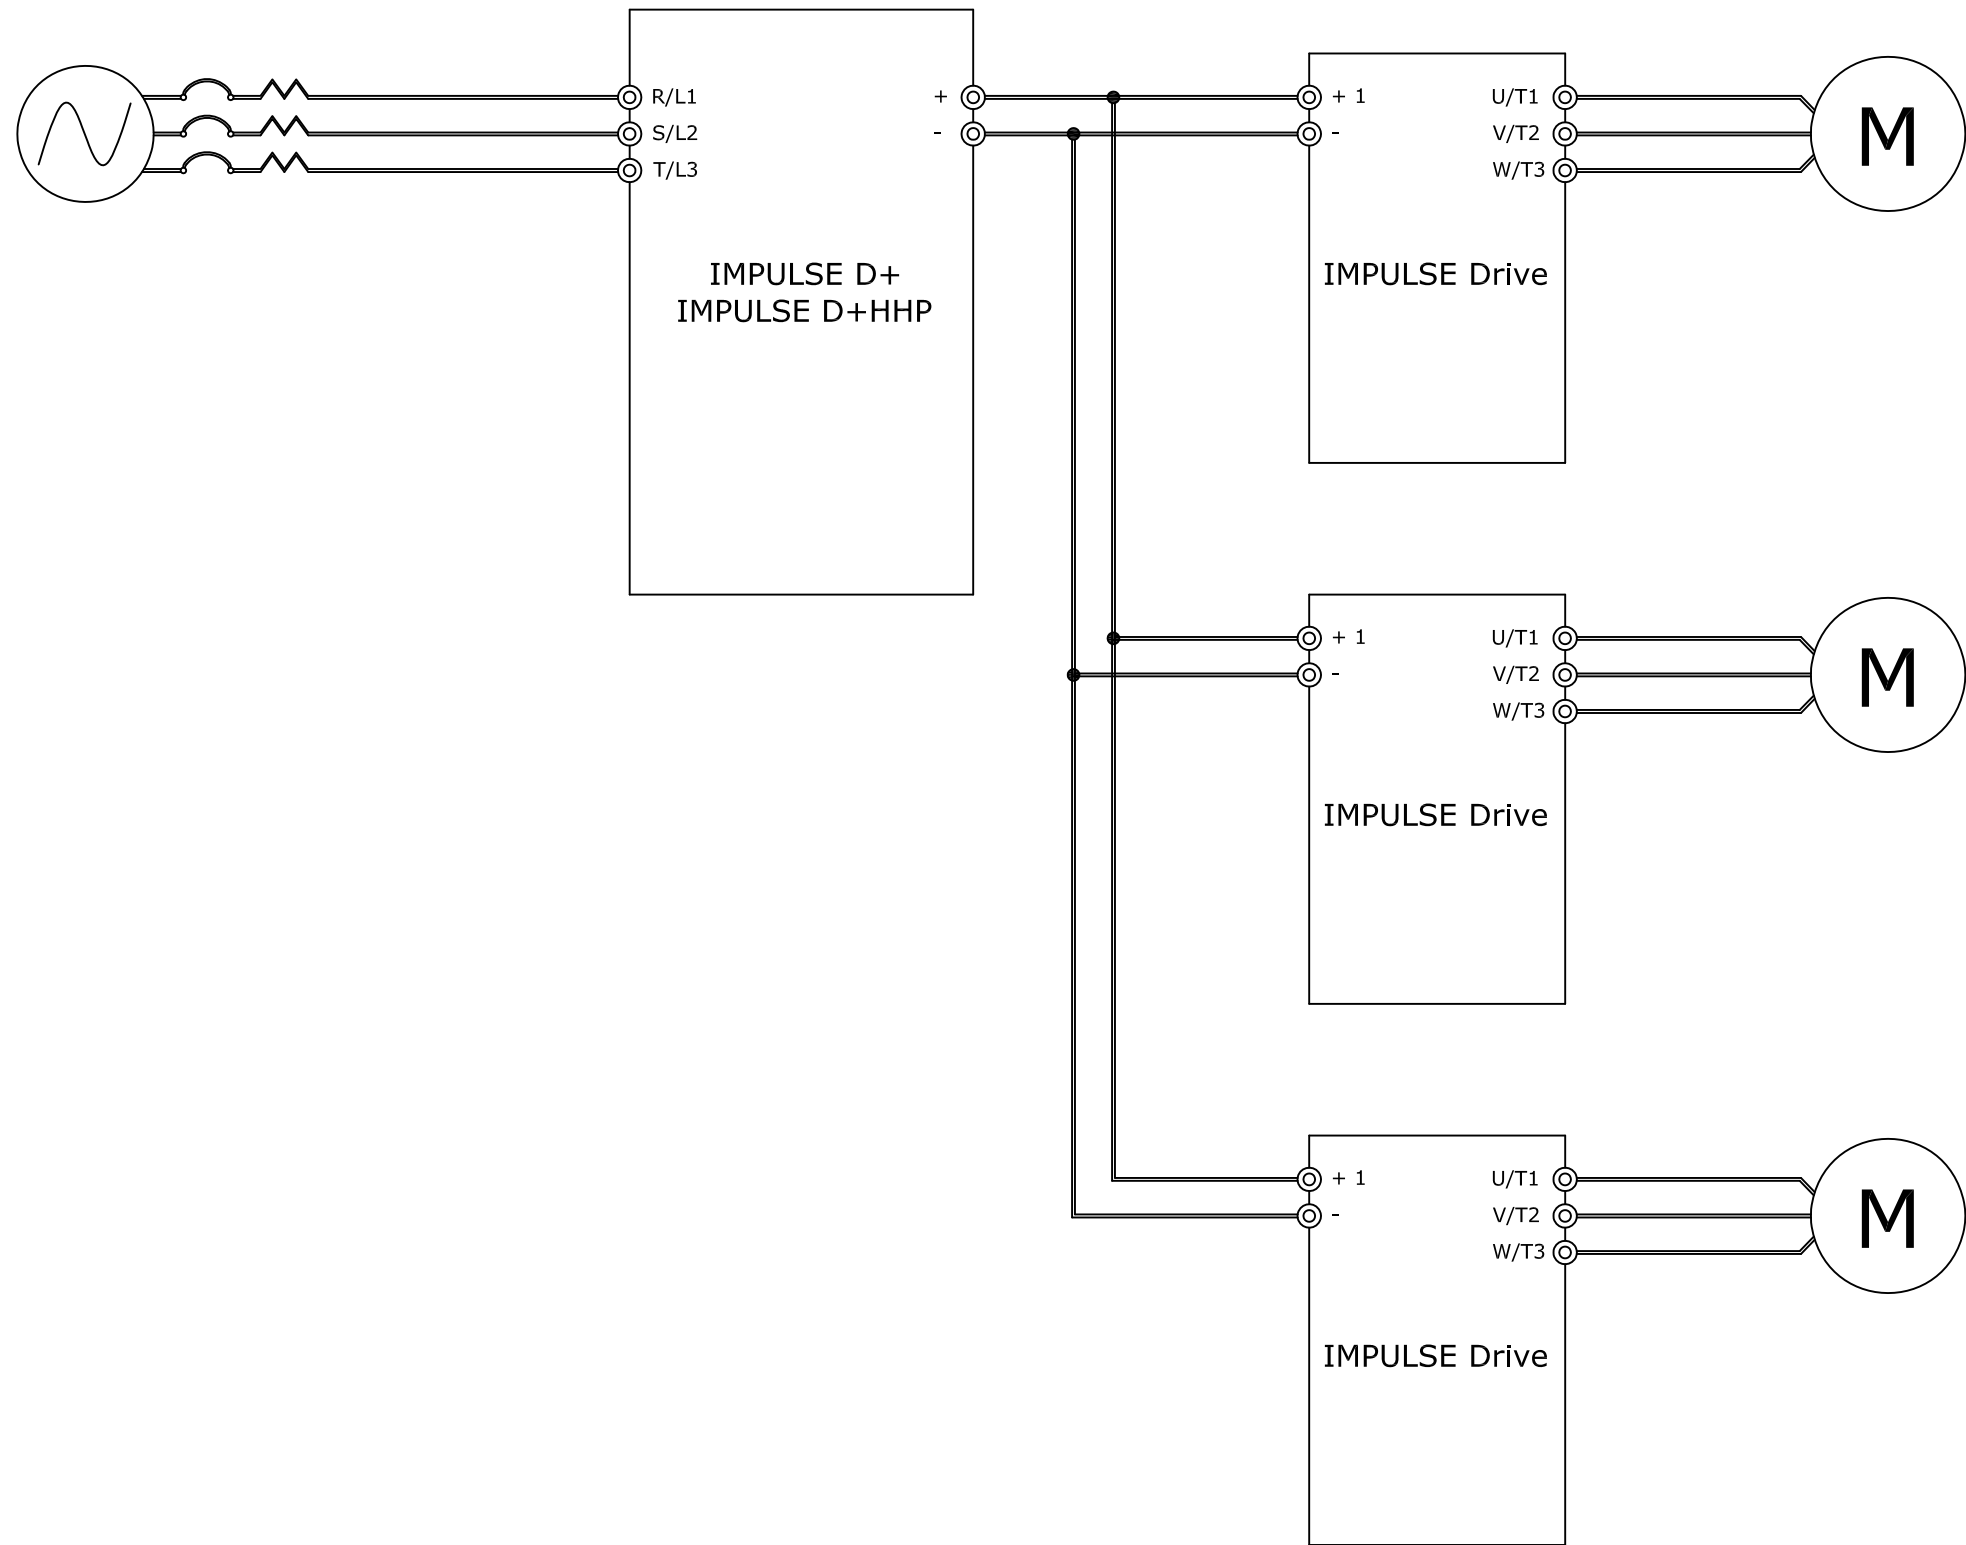 R/L1
S/L2
T/L3
+
-
IMPULSE D+
IMPULSE D+HHP
+ 1
-
U/T1
V/T2
W/T3
IMPULSE Drive
M
+ 1
-
U/T1
V/T2
W/T3
IMPULSE Drive
M
+ 1
-
U/T1
V/T2
W/T3
IMPULSE Drive
M